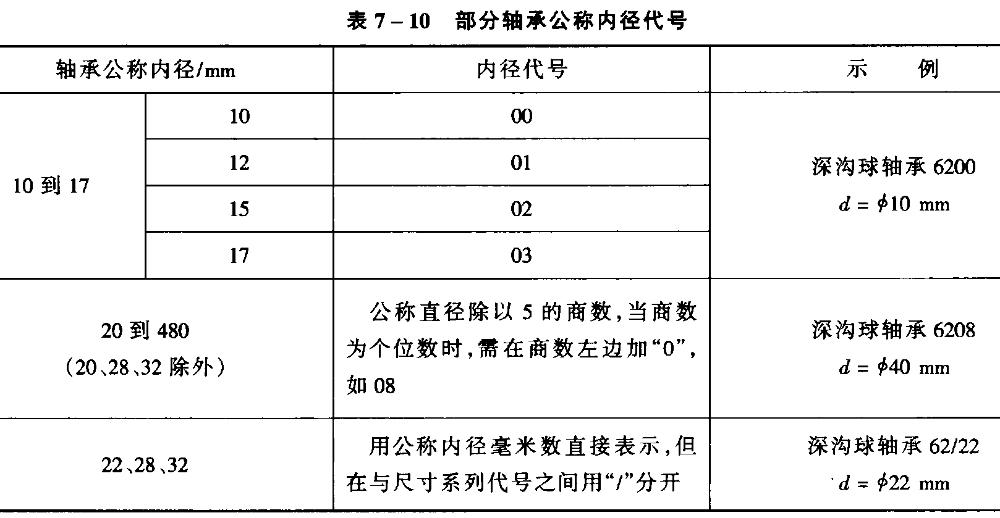 表 7-10 部分轴承公称内径代号
轴承公称内径/mm 内径代号 示 例
10 到 17
10 00
12 01
15 02
17 03
深沟球轴承 6200
d = ϕ10 mm
20 到 480
(20、28、32 除外)
公称直径除以 5 的商数,当商数
为个位数时,需在商数左边加“0”,
如 08
深沟球轴承 6208
d = ϕ40 mm
22、28、32
用公称内径毫米数直接表示,但
在与尺寸系列代号之间用“/”分开
深沟球轴承 62/22
d = ϕ22 mm